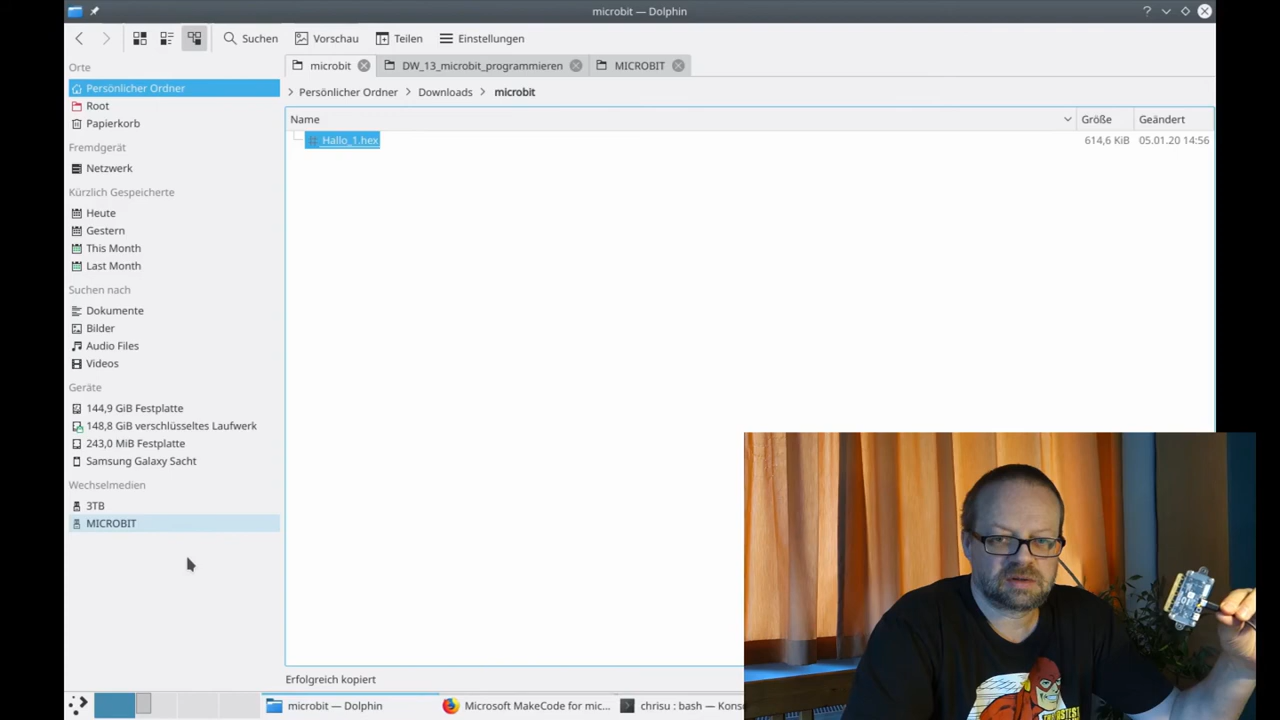 microbit — Dolphin
Suchen
Vorschau
Teilen
Einstellungen
Orte
microbit
DW_13_microbit_programmieren
MICROBIT
Persönlicher Ordner
Root
Papierkorb
Fremdgerät
Netzwerk
Kürzlich Gespeicherte
Heute
Gestern
This Month
Last Month
Suchen nach
Dokumente
Bilder
Audio Files
Videos
Geräte
144,9 GiB Festplatte
148,8 GiB verschlüsseltes Laufwerk
243,0 MiB Festplatte
Samsung Galaxy Sacht
Wechselmedien
3TB
MICROBIT
Persönlicher Ordner > Downloads > microbit
Name Größe Geändert
Hallo_1.hex 614,6 KiB 05.01.20 14:56
Erfolgreich kopiert
microbit — Dolphin
Microsoft MakeCode for mic...
chrisu : bash — Kons